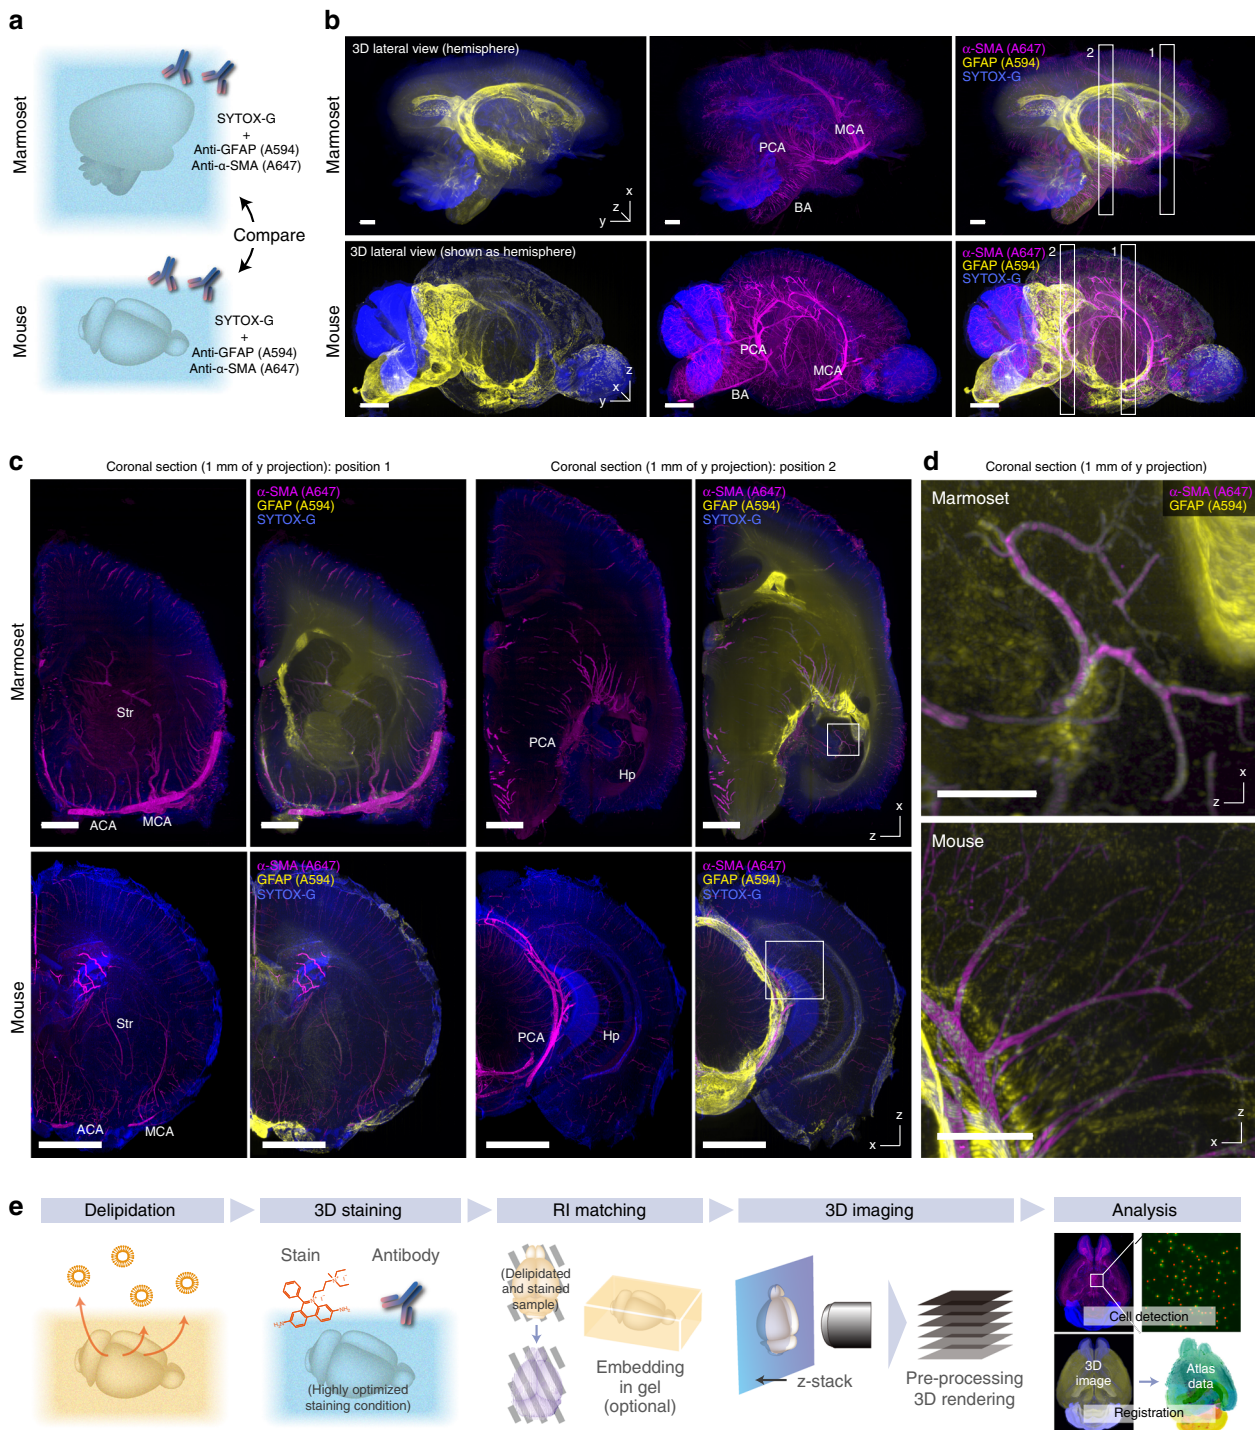 a
Marmoset
SYTOX-G
+
Anti-GFAP (A594)
Anti-α-SMA (A647)
Compare
Mouse
SYTOX-G
+
Anti-GFAP (A594)
Anti-α-SMA (A647)
b
Marmoset
3D lateral view (hemisphere)
x
z
y
PCA
MCA
BA
α-SMA (A647)
GFAP (A594)
SYTOX-G
2
1
Mouse
3D lateral view (shown as hemisphere)
z
x
y
PCA
MCA
BA
α-SMA (A647)
GFAP (A594)
SYTOX-G
2
1
c
Coronal section (1 mm of y projection): position 1
Coronal section (1 mm of y projection): position 2
Marmoset
Str
ACA
MCA
α-SMA (A647)
GFAP (A594)
SYTOX-G
PCA
Hp
α-SMA (A647)
GFAP (A594)
SYTOX-G
x
z
Mouse
Str
ACA
MCA
α-SMA (A647)
GFAP (A594)
SYTOX-G
PCA
Hp
α-SMA (A647)
GFAP (A594)
SYTOX-G
z
x
d
Coronal section (1 mm of y projection)
Marmoset
α-SMA (A647)
GFAP (A594)
x
z
Mouse
z
x
e
Delipidation
3D staining
RI matching
3D imaging
Analysis
Stain
Antibody
(Highly optimized
staining condition)
(Delipidated
and stained
sample)
Embedding
in gel
(optional)
z-stack
Pre-processing
3D rendering
Cell detection
3D
image
Atlas
data
Registration